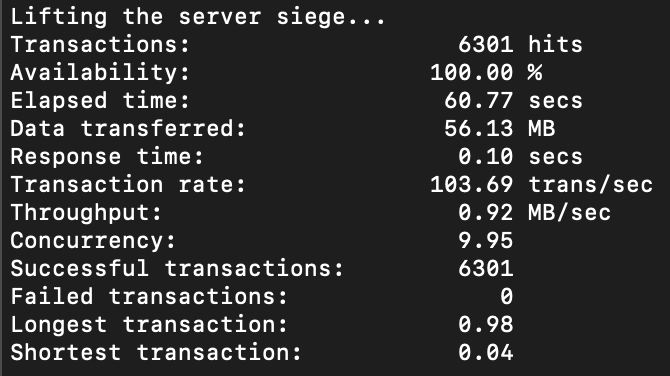 Lifting the server siege...
Transactions: 6301 hits
Availability: 100.00 %
Elapsed time: 60.77 secs
Data transferred: 56.13 MB
Response time: 0.10 secs
Transaction rate: 103.69 trans/sec
Throughput: 0.92 MB/sec
Concurrency: 9.95
Successful transactions: 6301
Failed transactions: 0
Longest transaction: 0.98
Shortest transaction: 0.04